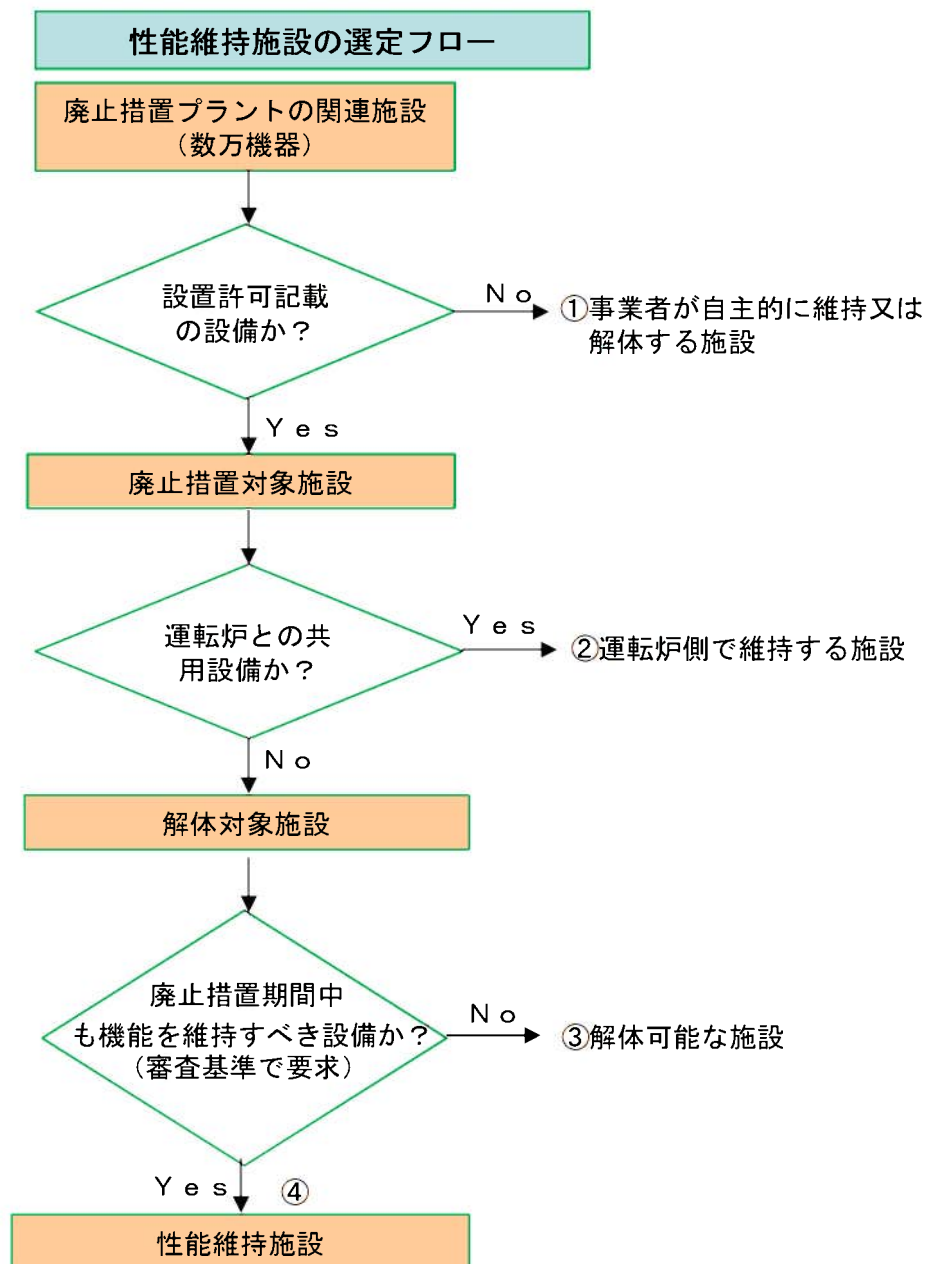 性能維持施設の選定フロー
廃止措置プラントの関連施設
（数万機器）
設置許可記載
の設備か？
Ｎｏ
①事業者が自主的に維持又は
解体する施設
Ｙｅｓ
廃止措置対象施設
運転炉との共
用設備か？
Ｙｅｓ
②運転炉側で維持する施設
Ｎｏ
解体対象施設
廃止措置期間中
も機能を維持すべき設備か？
（審査基準で要求）
Ｎｏ
③解体可能な施設
Ｙｅｓ
④
性能維持施設